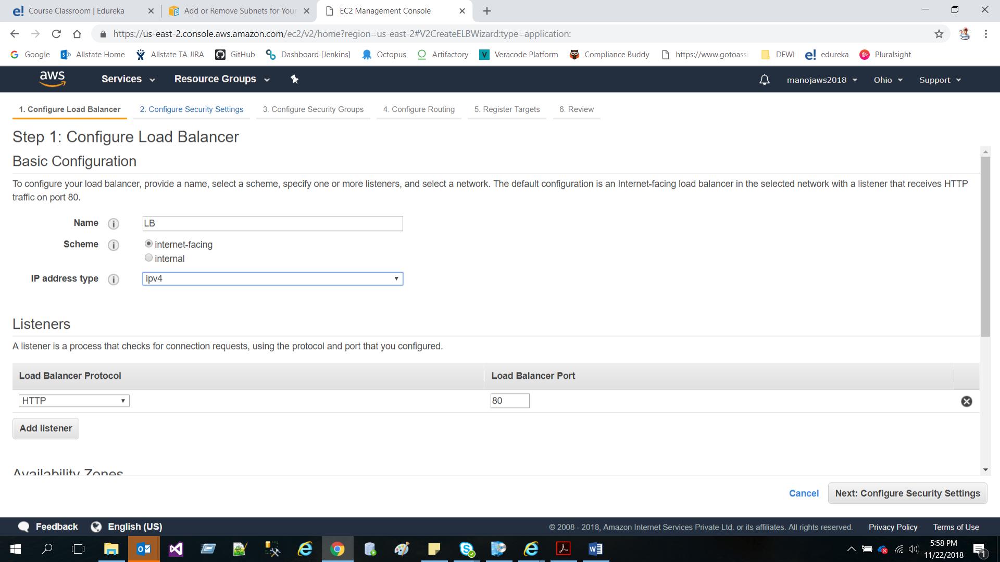 Course Classroom | Edureka
Add or Remove Subnets for Your
EC2 Management Console
https://us-east-2.console.aws.amazon.com/ec2/v2/home?region=us-east-2#V2CreateELBWizard:type=application:
Google
Allstate Home
Allstate TA JIRA
GitHub
Dashboard [Jenkins]
Octopus
Artifactory
Veracode Platform
Compliance Buddy
https://www.gotoassi
DEWI
edureka
Pluralsight
aws
Services
Resource Groups
manojaws2018
Ohio
Support
1. Configure Load Balancer
2. Configure Security Settings
3. Configure Security Groups
4. Configure Routing
5. Register Targets
6. Review
Step 1: Configure Load Balancer
Basic Configuration
To configure your load balancer, provide a name, select a scheme, specify one or more listeners, and select a network. The default configuration is an Internet-facing load balancer in the selected network with a listener that receives HTTP
traffic on port 80.
Name
LB
Scheme
internet-facing
internal
IP address type
ipv4
Listeners
A listener is a process that checks for connection requests, using the protocol and port that you configured.
Load Balancer Protocol
Load Balancer Port
HTTP
80
Add listener
Availability Zones
Cancel
Next: Configure Security Settings
Feedback
English (US)
© 2008 - 2018, Amazon Internet Services Private Ltd. or its affiliates. All rights reserved.
Privacy Policy
Terms of Use
5:58 PM
11/22/2018
1